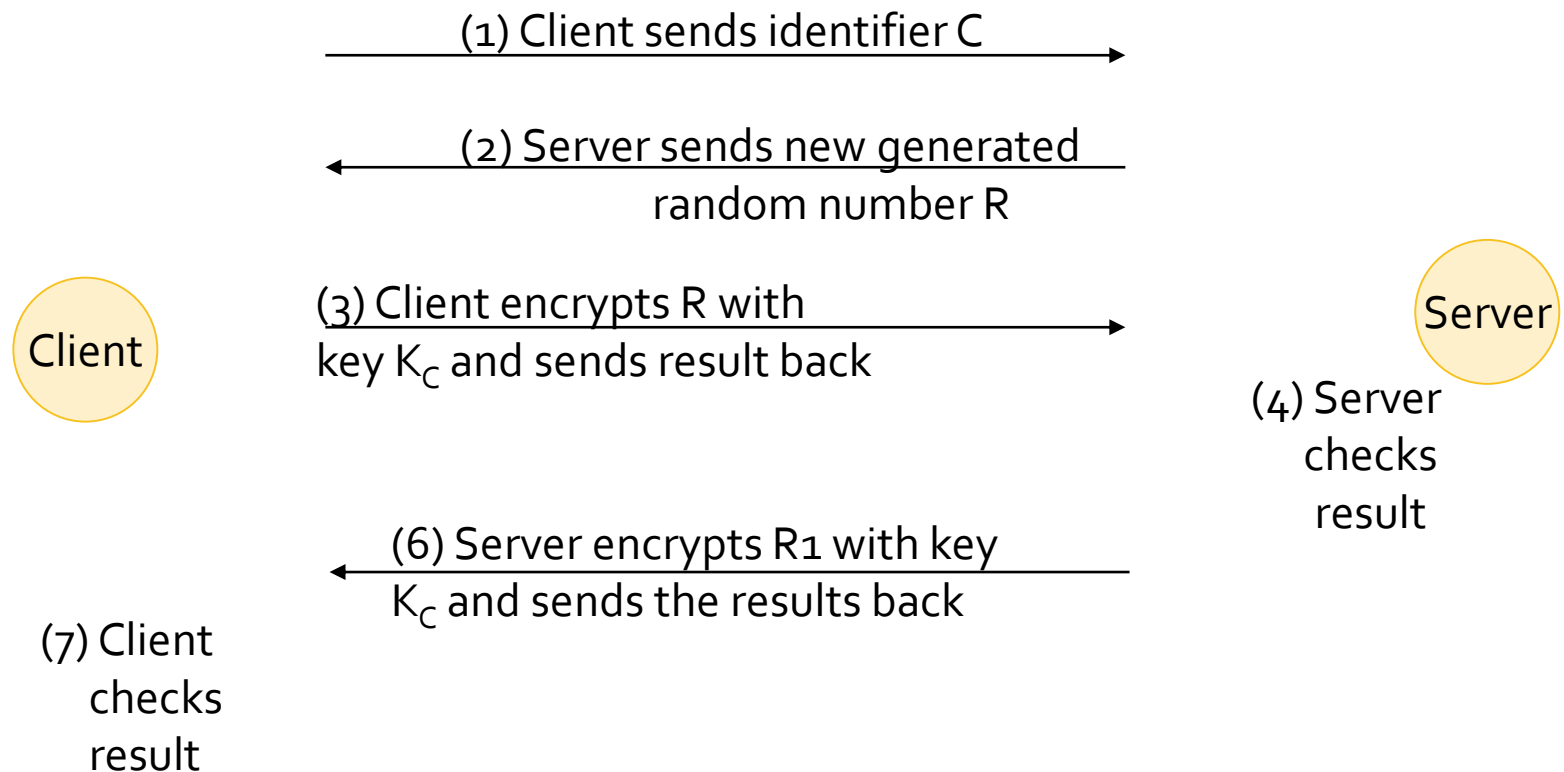 (1) Client sends identifier C
(2) Server sends new generated
random number R
(3) Client encrypts R with
key K_C and sends result back
Client
Server
(4) Server
checks
result
(6) Server encrypts R1 with key
K_C and sends the results back
(7) Client
checks
result